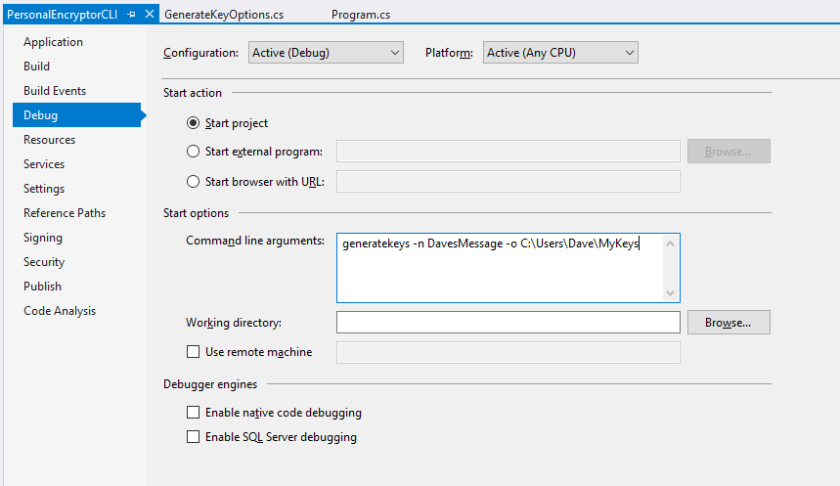 PersonalEncryptorCLI GenerateKeyOptions.cs Program.cs
Application
Build
Build Events
Debug
Resources
Services
Settings
Reference Paths
Signing
Security
Publish
Code Analysis
Configuration: Active (Debug) Platform: Active (Any CPU)
Start action
Start project
Start external program: Browse...
Start browser with URL:
Start options
Command line arguments: generatekeys -n DavesMessage -o C:\Users\Dave\MyKeys
Working directory: Browse...
Use remote machine
Debugger engines
Enable native code debugging
Enable SQL Server debugging